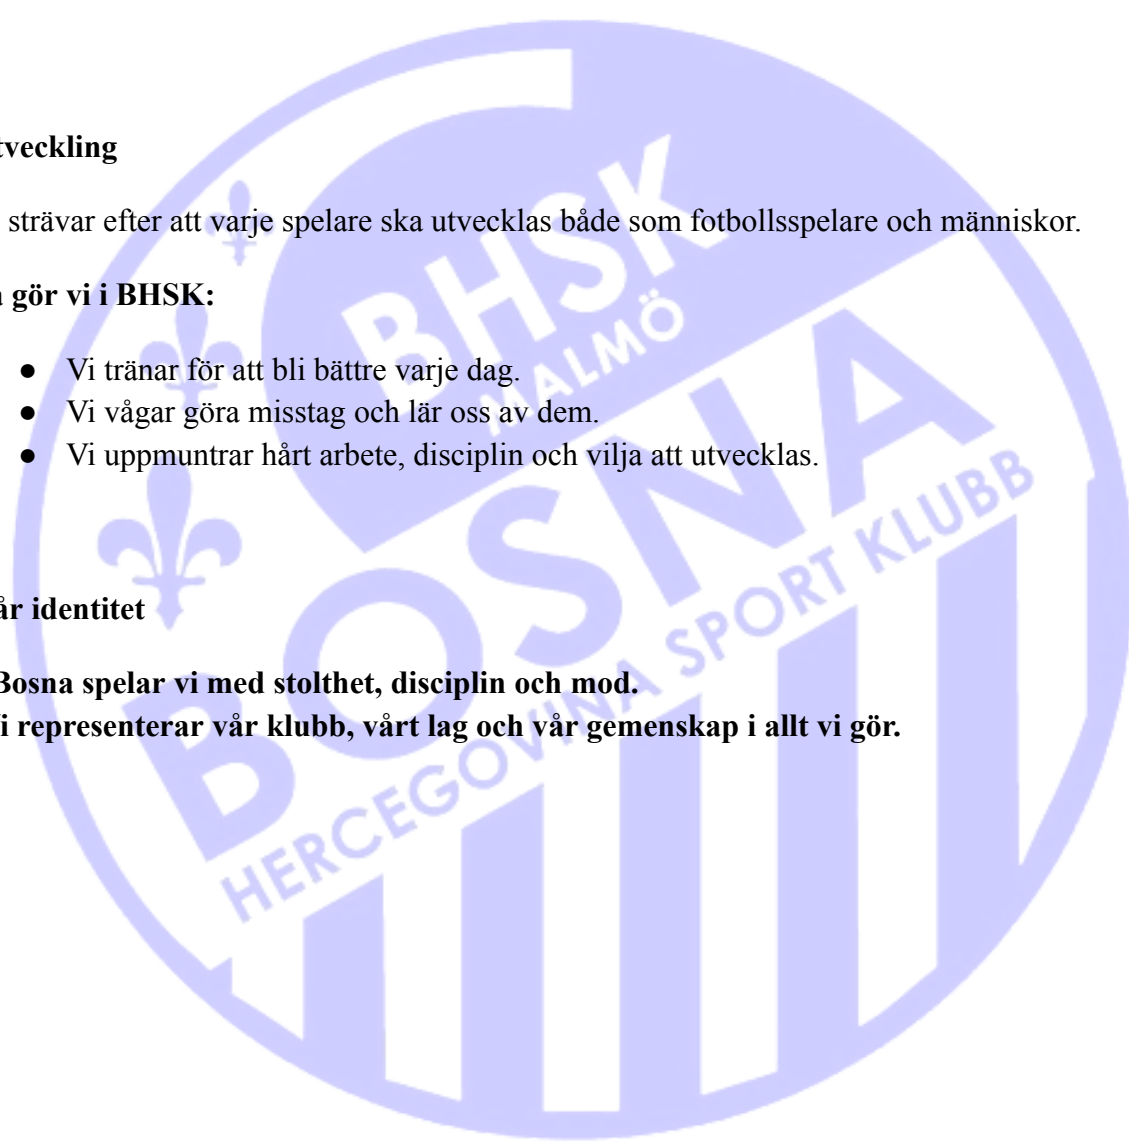 tveckling
strävar efter att varje spelare ska utvecklas både som fotbollsspelare och människor.
gör vi i BHSK:
● Vi tränar för att bli bättre varje dag.
● Vi vågar göra misstag och lär oss av dem.
● Vi uppmuntrar hårt arbete, disciplin och vilja att utvecklas.
år identitet
Bosna spelar vi med stolthet, disciplin och mod.
i representerar vår klubb, vårt lag och vår gemenskap i allt vi gör.
BHSK
MALMÖ
BOSNA
HERCEGOVINA SPORT KLUBB